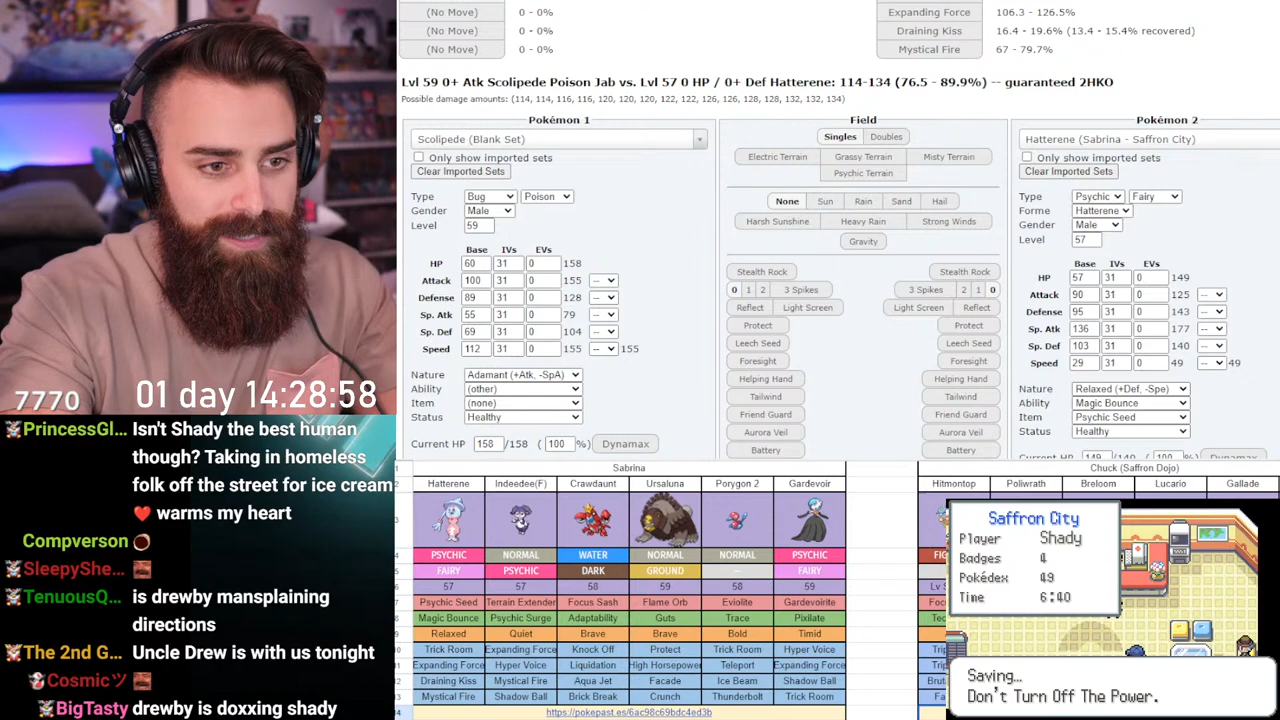 (No Move) 0 - 0% Expanding Force 106.3 - 126.5%
(No Move) 0 - 0% Draining Kiss 16.4 - 19.6% (13.4 - 15.4% recovered)
(No Move) 0 - 0% Mystical Fire 67 - 79.7%
Lvl 59 0+ Atk Scolipede Poison Jab vs. Lvl 57 0 HP / 0+ Def Hatterene: 114-134 (76.5 - 89.9%) -- guaranteed 2HKO
Possible damage amounts: (114, 114, 116, 116, 120, 120, 120, 122, 122, 126, 126, 128, 128, 132, 132, 134)
Pokémon 1
Scolipede (Blank Set)
Only show imported sets
Clear Imported Sets
Type Bug Poison
Gender Male
Level 59
Base IVs EVs
HP 60 31 0 158
Attack 100 31 0 155 --
Defense 89 31 0 128 --
Sp. Atk 55 31 0 79 --
Sp. Def 69 31 0 104 --
Speed 112 31 0 155 -- 155
Nature Adamant (+Atk, -SpA)
Ability (other)
Item (none)
Status Healthy
Current HP 158 /158 ( 100 %) Dynamax
Field
Singles Doubles
Electric Terrain Grassy Terrain Misty Terrain
Psychic Terrain
None Sun Rain Sand Hail
Harsh Sunshine Heavy Rain Strong Winds
Gravity
Stealth Rock Stealth Rock
0 1 2 3 Spikes 3 Spikes 2 1 0
Reflect Light Screen Light Screen Reflect
Protect Protect
Leech Seed Leech Seed
Foresight Foresight
Helping Hand Helping Hand
Tailwind Tailwind
Friend Guard Friend Guard
Aurora Veil Aurora Veil
Battery Battery
Pokémon 2
Hatterene (Sabrina - Saffron City)
Only show imported sets
Clear Imported Sets
Type Psychic Fairy
Forme Hatterene
Gender Male
Level 57
Base IVs EVs
HP 57 31 0 149
Attack 90 31 0 125 --
Defense 95 31 0 143 --
Sp. Atk 136 31 0 177 --
Sp. Def 103 31 0 140 --
Speed 29 31 0 49 -- 49
Nature Relaxed (+Def, -Spe)
Ability Magic Bounce
Item Psychic Seed
Status Healthy
7770 01 day 14:28:58
PrincessGl... Isn't Shady the best human
though? Taking in homeless
folk off the street for ice cream
warms my heart
Compverson
SleepyShe...
TenuousQ... is drewby mansplaining
directions
The 2nd G... Uncle Drew is with us tonight
Cosmicツ
BigTasty drewby is doxxing shady
Sabrina
Hatterene Indeedee(F) Crawdaunt Ursaluna Porygon 2 Gardevoir
PSYCHIC NORMAL WATER NORMAL NORMAL PSYCHIC
FAIRY PSYCHIC DARK GROUND -- FAIRY
57 57 58 58 58 59
Psychic Seed Terrain Extender Focus Sash Flame Orb Eviolite Gardevoirite
Magic Bounce Psychic Surge Adaptability Guts Trace Pixilate
Relaxed Quiet Brave Brave Bold Timid
Trick Room Expanding Force Knock Off Protect Trick Room Hyper Voice
Expanding Force Hyper Voice Liquidation High Horsepower Teleport Expanding Force
Draining Kiss Mystical Fire Aqua Jet Facade Ice Beam Shadow Ball
Mystical Fire Shadow Ball Brick Break Crunch Thunderbolt Trick Room
https://pokepast.es/6ac98c69bdc4ed3b
Chuck (Saffron Dojo)
Hitmontop Poliwrath Breloom Lucario Gallade
Saffron City
Player Shady
Badges 4
Pokédex 49
Time 6:40
Saving...
Don't Turn Off The Power.